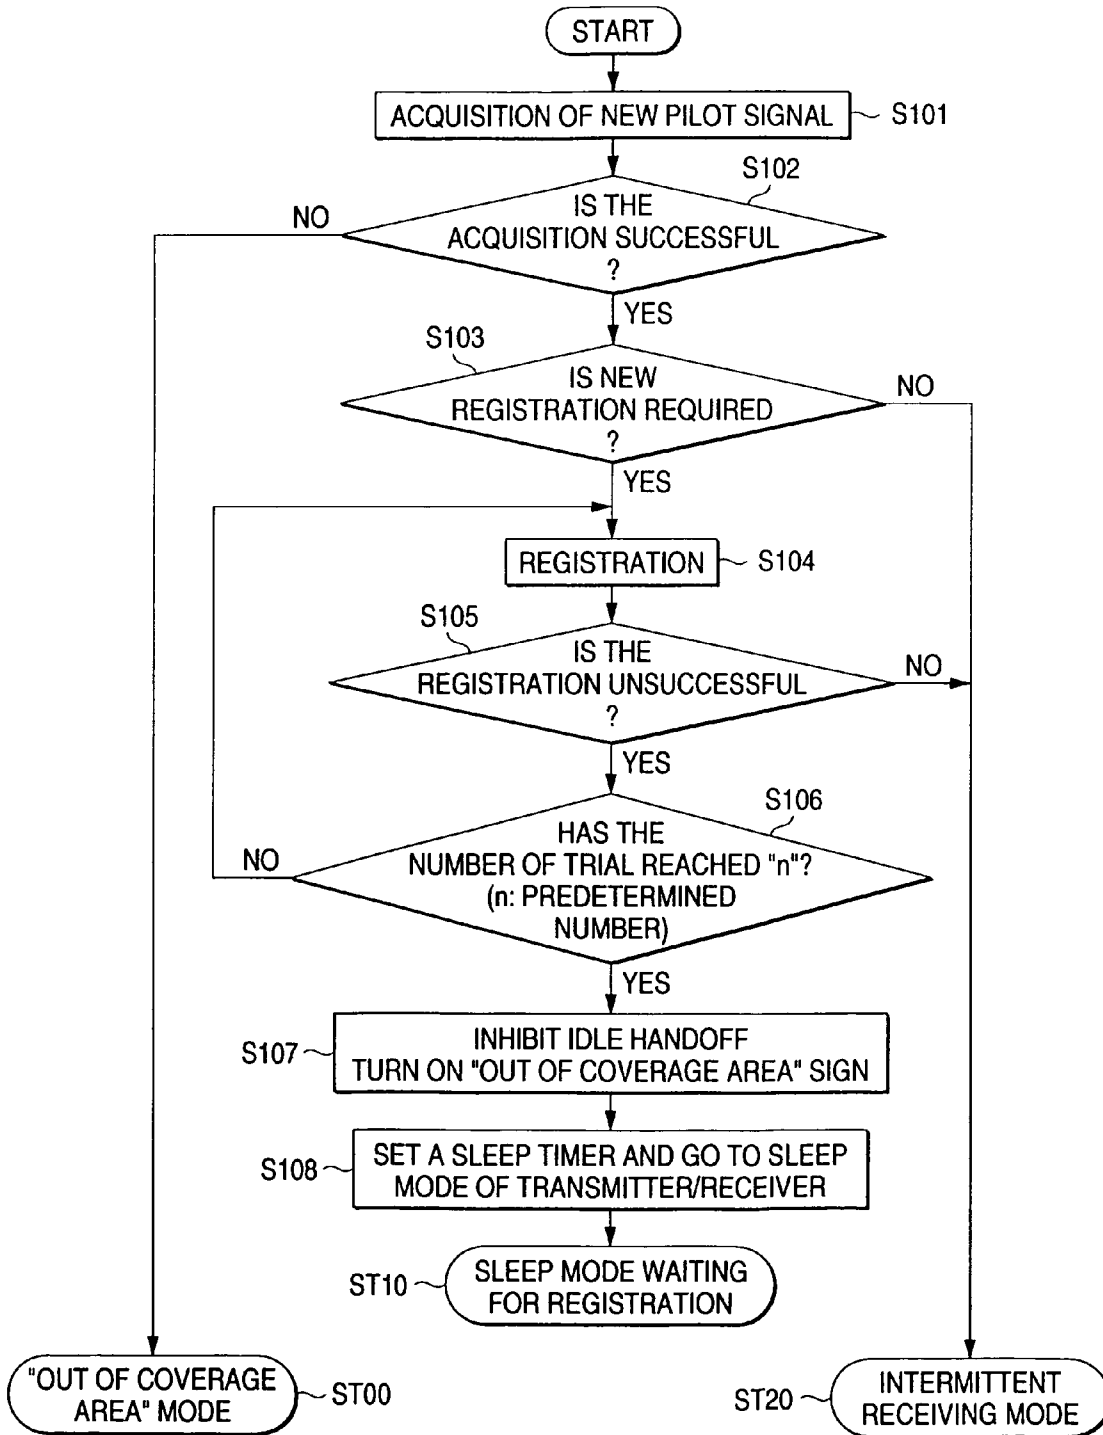 START
ACQUISITION OF NEW PILOT SIGNAL
S101
S102
IS THE
ACQUISITION SUCCESSFUL
?
NO
YES
S103
IS NEW
REGISTRATION REQUIRED
?
NO
YES
REGISTRATION
S104
S105
IS THE
REGISTRATION UNSUCCESSFUL
?
NO
YES
S106
HAS THE
NUMBER OF TRIAL REACHED "n"?
(n: PREDETERMINED
NUMBER)
NO
YES
S107
INHIBIT IDLE HANDOFF
TURN ON "OUT OF COVERAGE AREA" SIGN
S108
SET A SLEEP TIMER AND GO TO SLEEP
MODE OF TRANSMITTER/RECEIVER
ST10
SLEEP MODE WAITING
FOR REGISTRATION
"OUT OF COVERAGE
AREA" MODE
ST00
ST20
INTERMITTENT
RECEIVING MODE